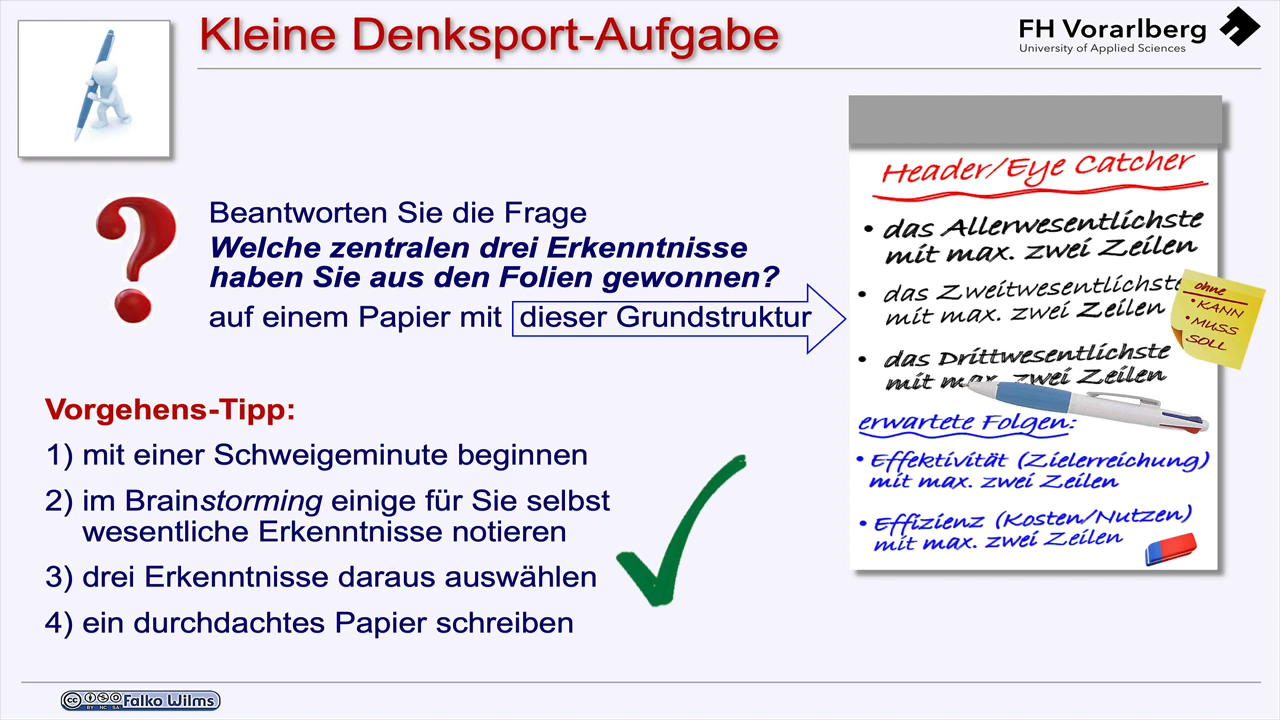 Kleine Denksport-Aufgabe
FH Vorarlberg
University of Applied Sciences
Beantworten Sie die Frage
Welche zentralen drei Erkenntnisse
haben Sie aus den Folien gewonnen?
auf einem Papier mit dieser Grundstruktur
Vorgehens-Tipp:
1) mit einer Schweigeminute beginnen
2) im Brainstorming einige für Sie selbst
wesentliche Erkenntnisse notieren
3) drei Erkenntnisse daraus auswählen
4) ein durchdachtes Papier schreiben
Header/Eye Catcher
• das Allerwesentlichste
mit max. zwei Zeilen
• das Zweitwesentlichste
mit max. zwei Zeilen
• das Drittwesentlichste
mit max. zwei Zeilen
ohne
• KANN
• MUSS
SOLL
erwartete Folgen:
• Effektivität (Zielerreichung)
mit max. zwei Zeilen
• Effizienz (Kosten/Nutzen)
mit max. zwei Zeilen
cc BY NC SA Falko Wilms